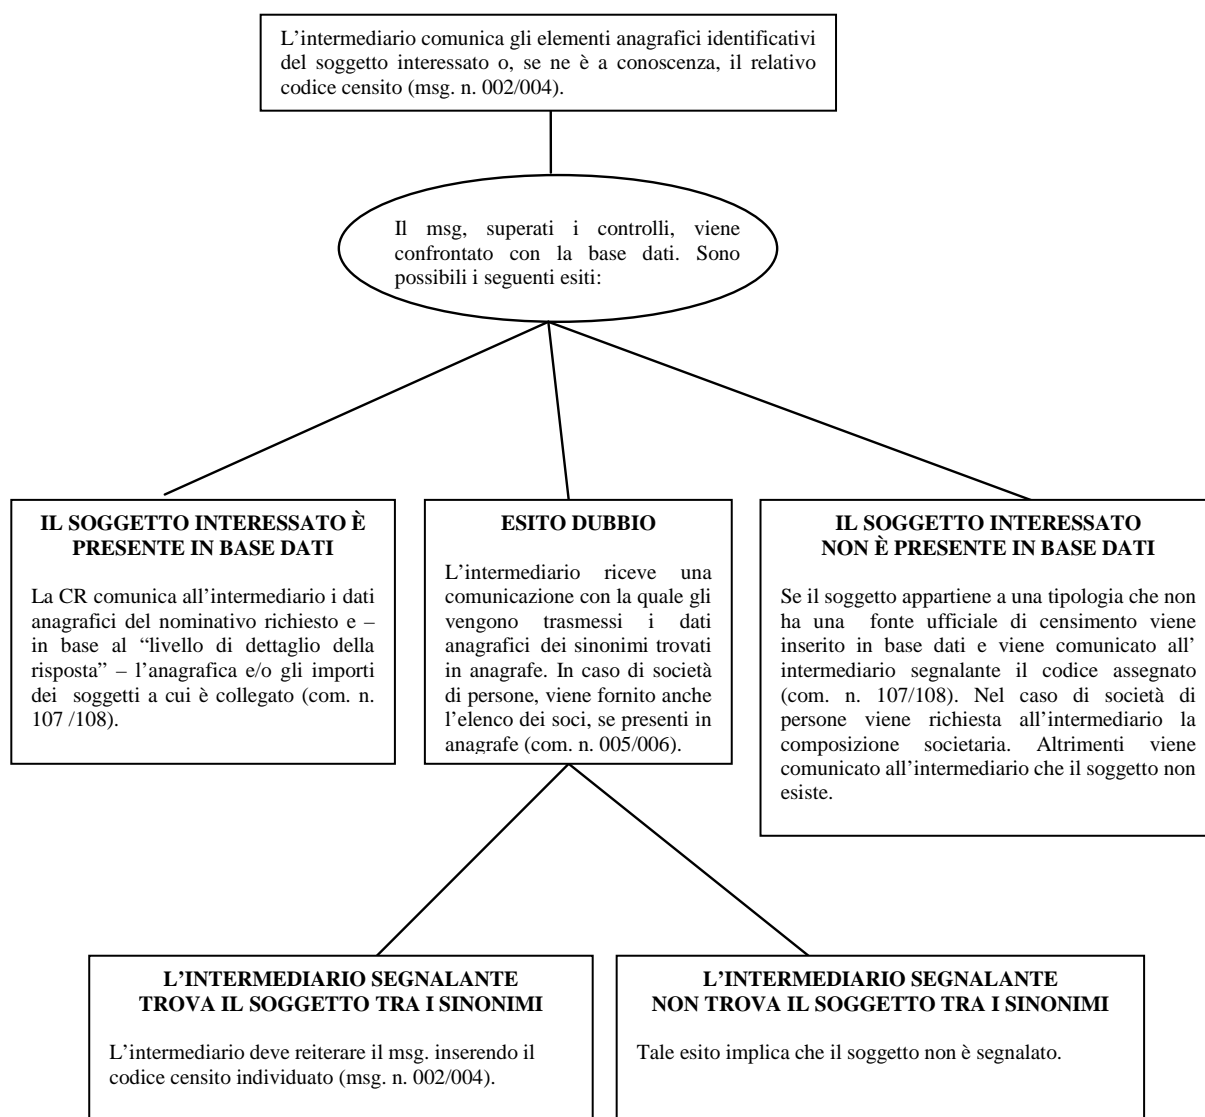 L’intermediario comunica gli elementi anagrafici identificativi
del soggetto interessato o, se ne è a conoscenza, il relativo
codice censito (msg. n. 002/004).
Il msg, superati i controlli, viene
confrontato con la base dati. Sono
possibili i seguenti esiti:
IL SOGGETTO INTERESSATO È
PRESENTE IN BASE DATI
La CR comunica all’intermediario i dati
anagrafici del nominativo richiesto e –
in base al “livello di dettaglio della
risposta” – l’anagrafica e/o gli importi
dei soggetti a cui è collegato (com. n.
107 /108).
ESITO DUBBIO
L’intermediario riceve una
comunicazione con la quale gli
vengono trasmessi i dati
anagrafici dei sinonimi trovati
in anagrafe. In caso di società
di persone, viene fornito anche
l’elenco dei soci, se presenti in
anagrafe (com. n. 005/006).
IL SOGGETTO INTERESSATO
NON È PRESENTE IN BASE DATI
Se il soggetto appartiene a una tipologia che non
ha una fonte ufficiale di censimento viene
inserito in base dati e viene comunicato all’
intermediario segnalante il codice assegnato
(com. n. 107/108). Nel caso di società di
persone viene richiesta all’intermediario la
composizione societaria. Altrimenti viene
comunicato all’intermediario che il soggetto non
esiste.
L’INTERMEDIARIO SEGNALANTE
TROVA IL SOGGETTO TRA I SINONIMI
L’intermediario deve reiterare il msg. inserendo il
codice censito individuato (msg. n. 002/004).
L’INTERMEDIARIO SEGNALANTE
NON TROVA IL SOGGETTO TRA I SINONIMI
Tale esito implica che il soggetto non è segnalato.